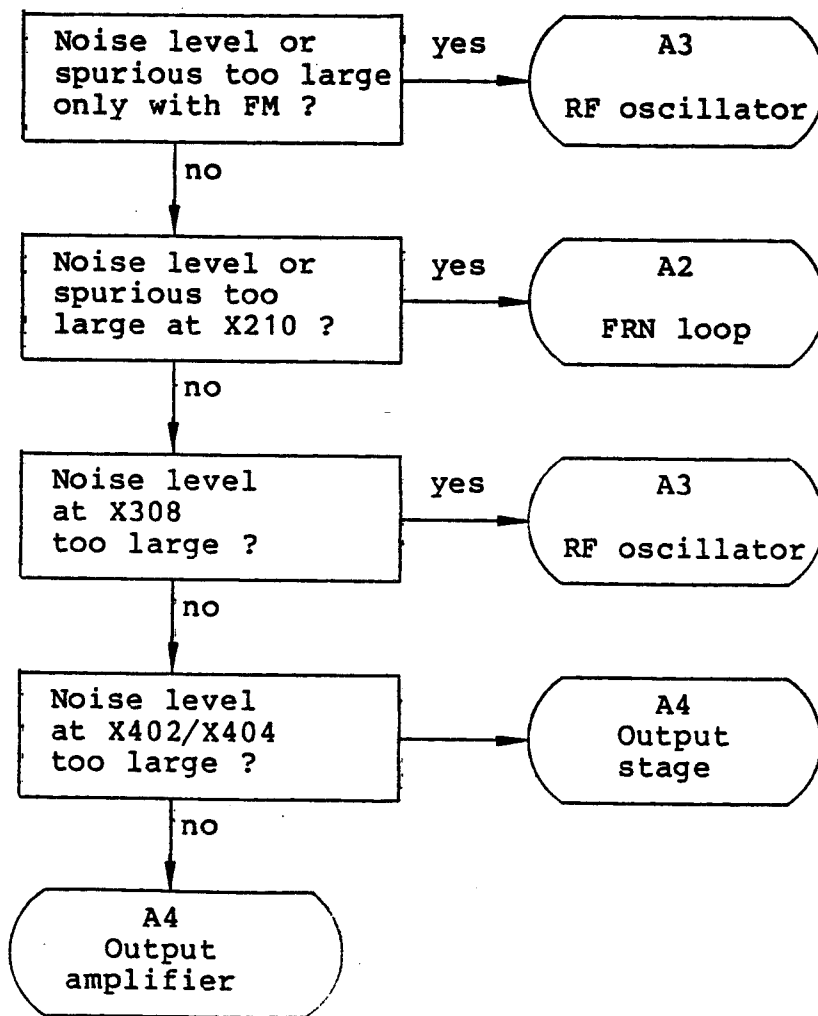 Noise level or
spurious too large
only with FM ?
yes
A3
RF oscillator
no
Noise level or
spurious too
large at X210 ?
yes
A2
FRN loop
no
Noise level
at X308
too large ?
yes
A3
RF oscillator
no
Noise level
at X402/X404
too large ?
A4
Output
stage
no
A4
Output
amplifier